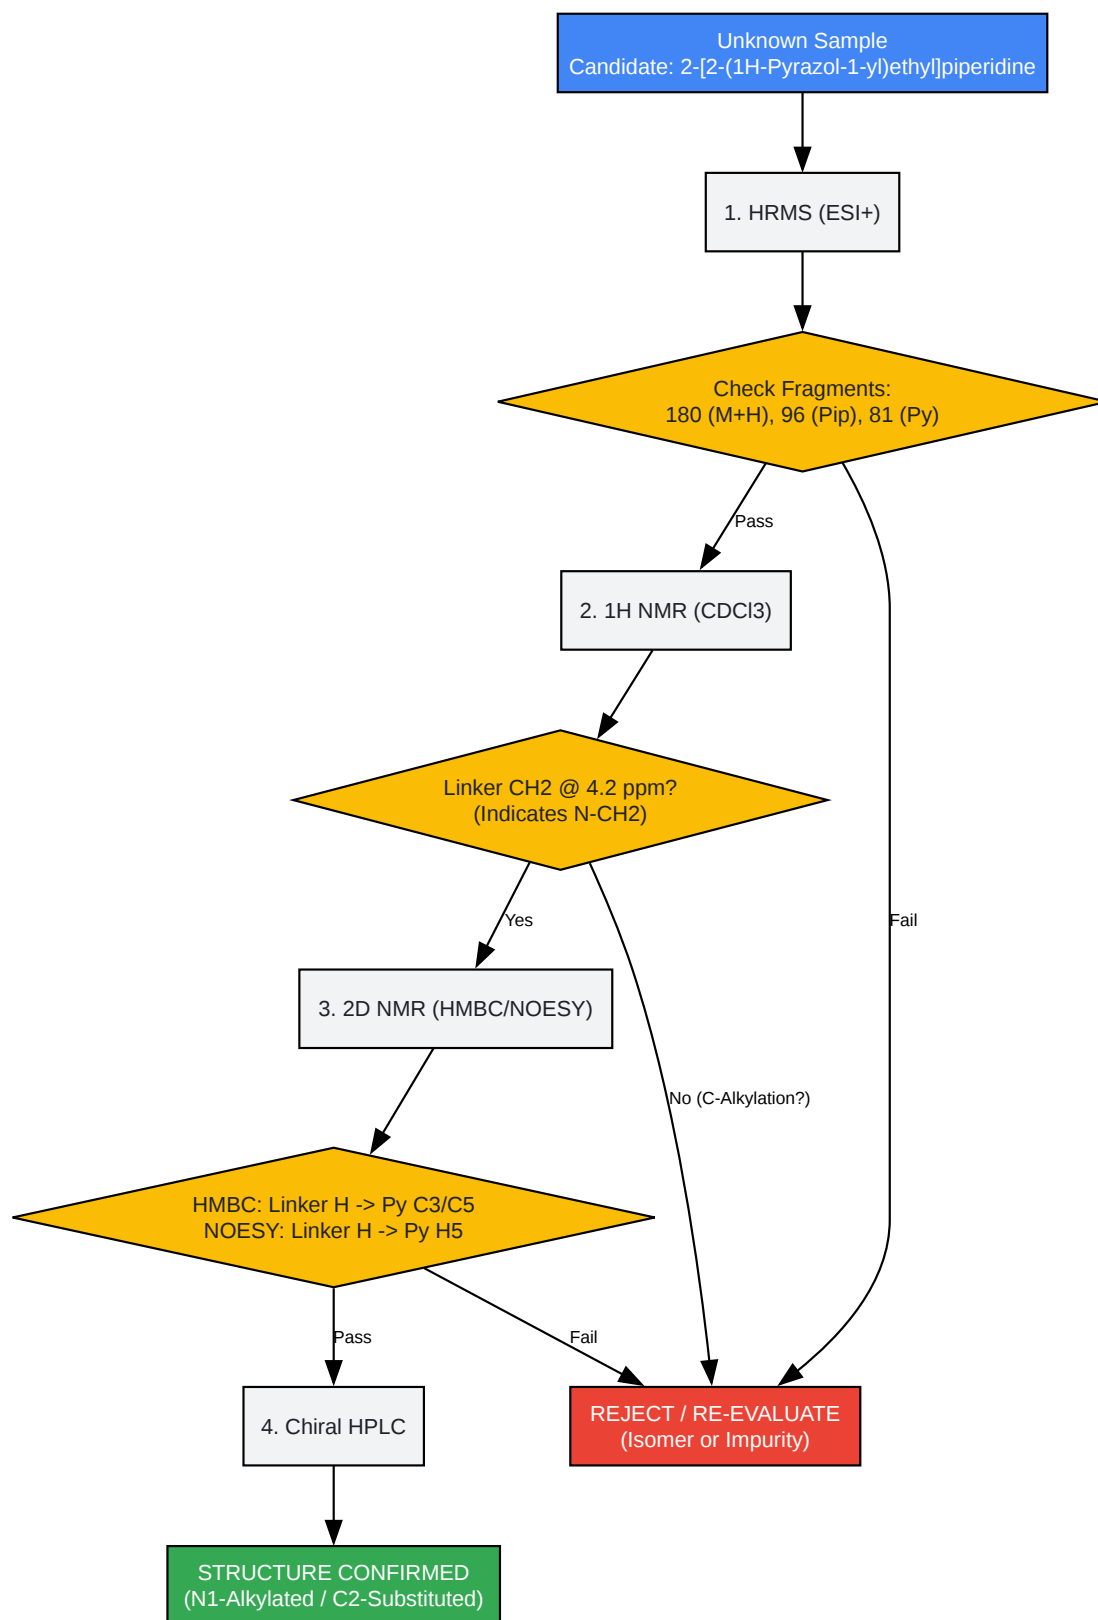 Unknown Sample
Candidate: 2-[2-(1H-Pyrazol-1-yl)ethyl]piperidine
1. HRMS (ESI+)
Check Fragments:
180 (M+H), 96 (Pip), 81 (Py)
Pass
2. 1H NMR (CDCl3)
Linker CH2 @ 4.2 ppm?
(Indicates N-CH2)
Yes
Fail
3. 2D NMR (HMBC/NOESY)
No (C-Alkylation?)
HMBC: Linker H -> Py C3/C5
NOESY: Linker H -> Py H5
Pass
Fail
4. Chiral HPLC
REJECT / RE-EVALUATE
(Isomer or Impurity)
STRUCTURE CONFIRMED
(N1-Alkylated / C2-Substituted)